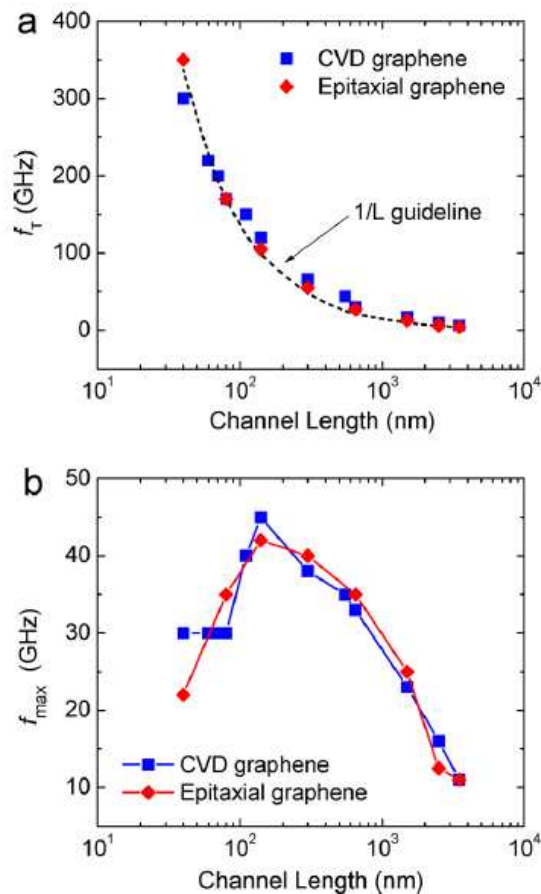 a
400
300
200
100
0
f_T (GHz)
CVD graphene
Epitaxial graphene
1/L guideline
10^1 10^2 10^3 10^4
Channel Length (nm)
b
50
40
30
20
10
f_max (GHz)
CVD graphene
Epitaxial graphene
10^1 10^2 10^3 10^4
Channel Length (nm)